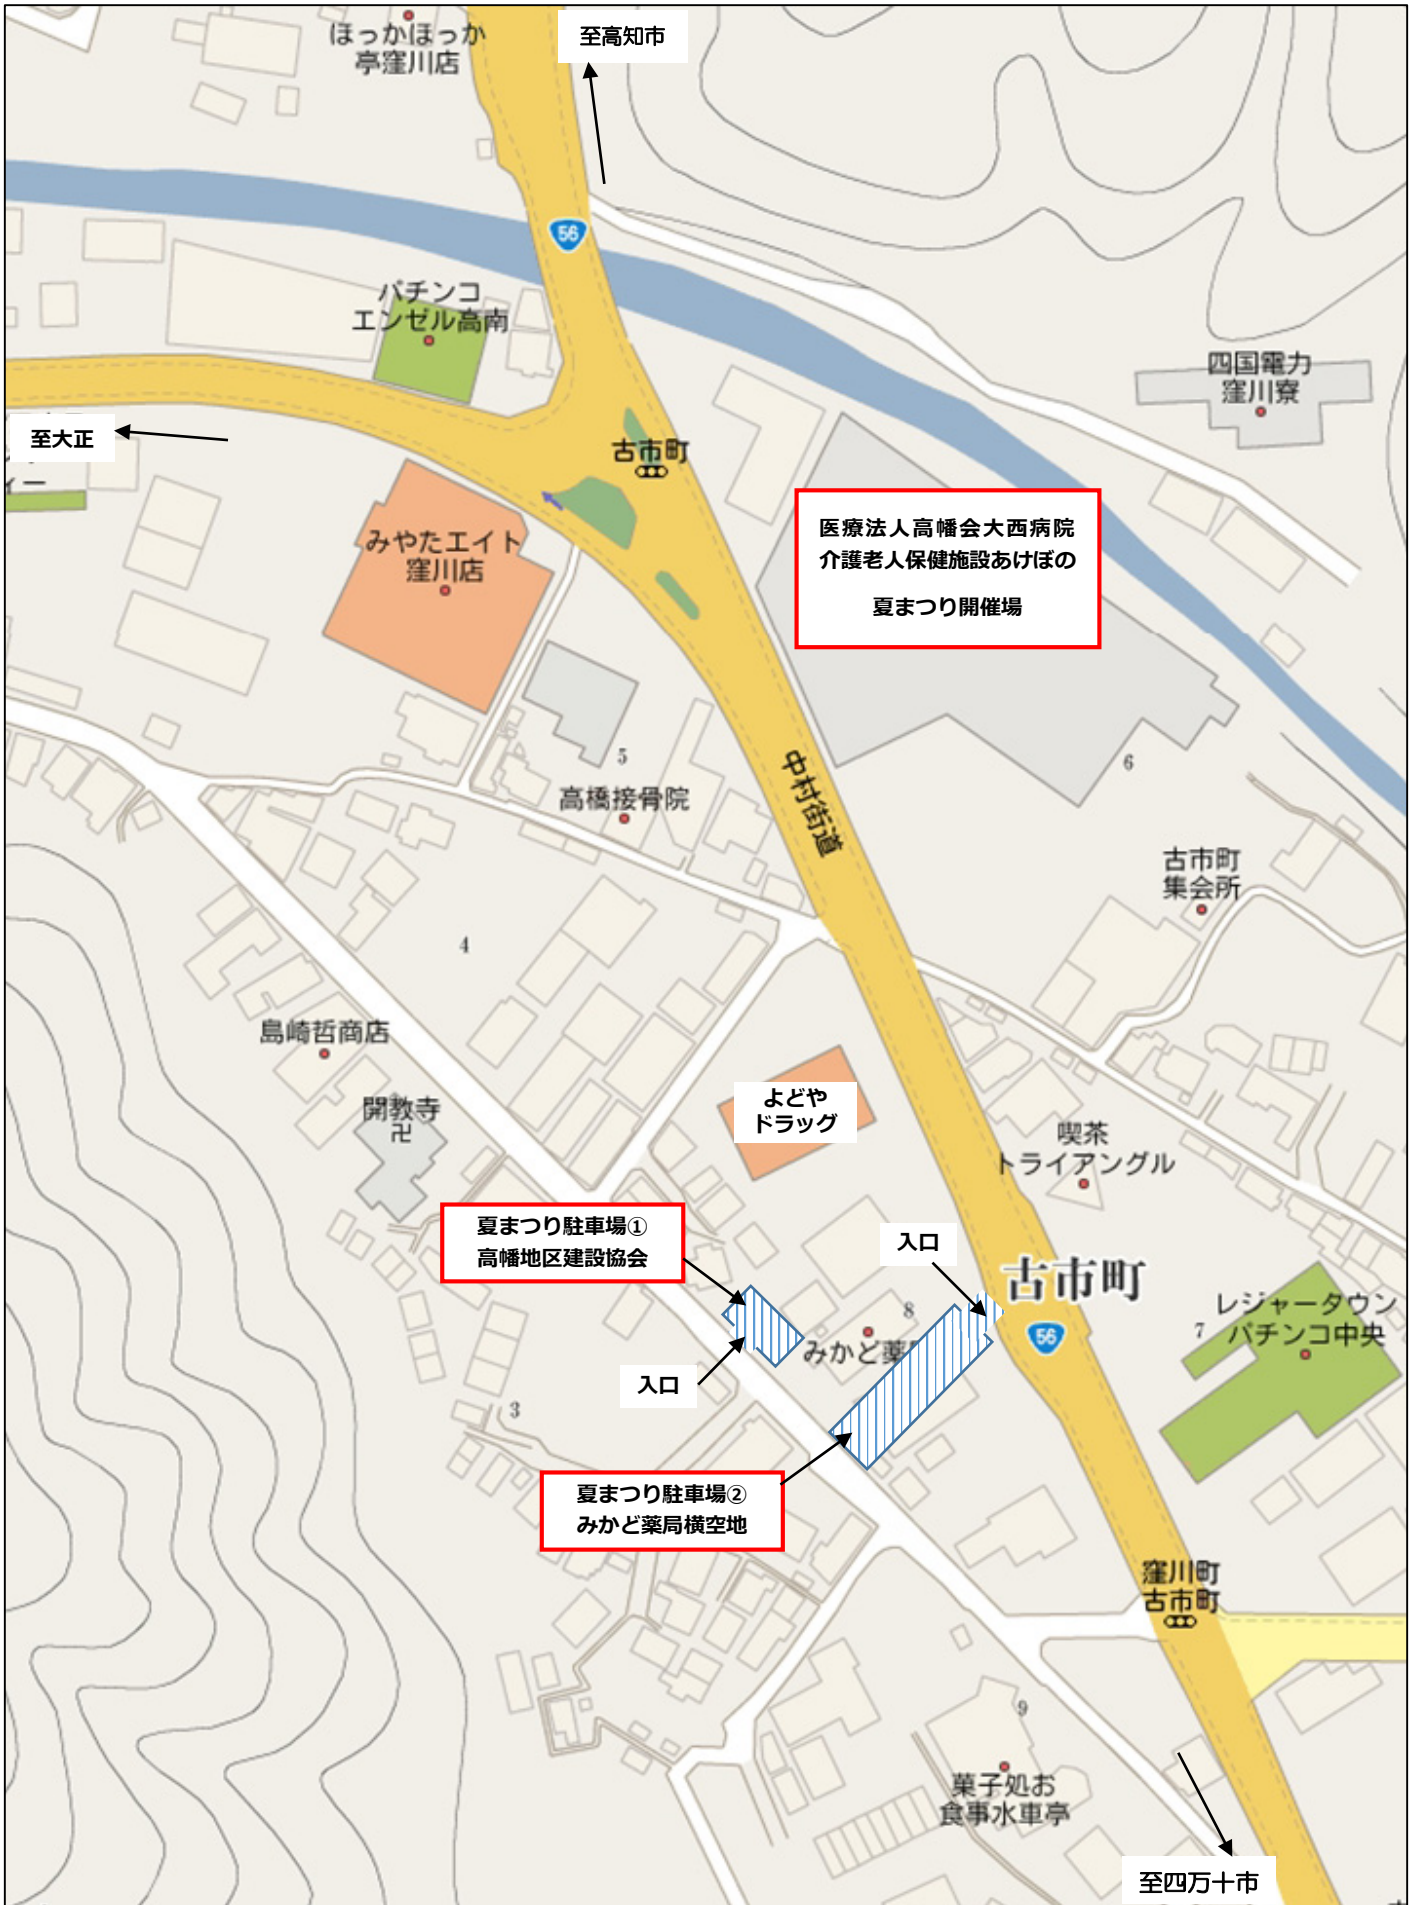 ほっかほっか
亭窪川店
至高知市
56
パチンコ
エンゼル高南
四国電力
窪川寮
至大正
ィー
古市町
みやたエイト
窪川店
医療法人高幡会大西病院
介護老人保健施設あけぼの
夏まつり開催場
5
高橋接骨院
中村街道
6
古市町
集会所
4
島崎哲商店
開教寺
卍
よどや
ドラッグ
喫茶
トライアングル
夏まつり駐車場①
高幡地区建設協会
入口
古市町
8
みかど薬
56
レジャータウン
パチンコ中央
7
入口
3
夏まつり駐車場②
みかど薬局横空地
窪川町
古市町
9
菓子処お
食事水車亭
至四万十市